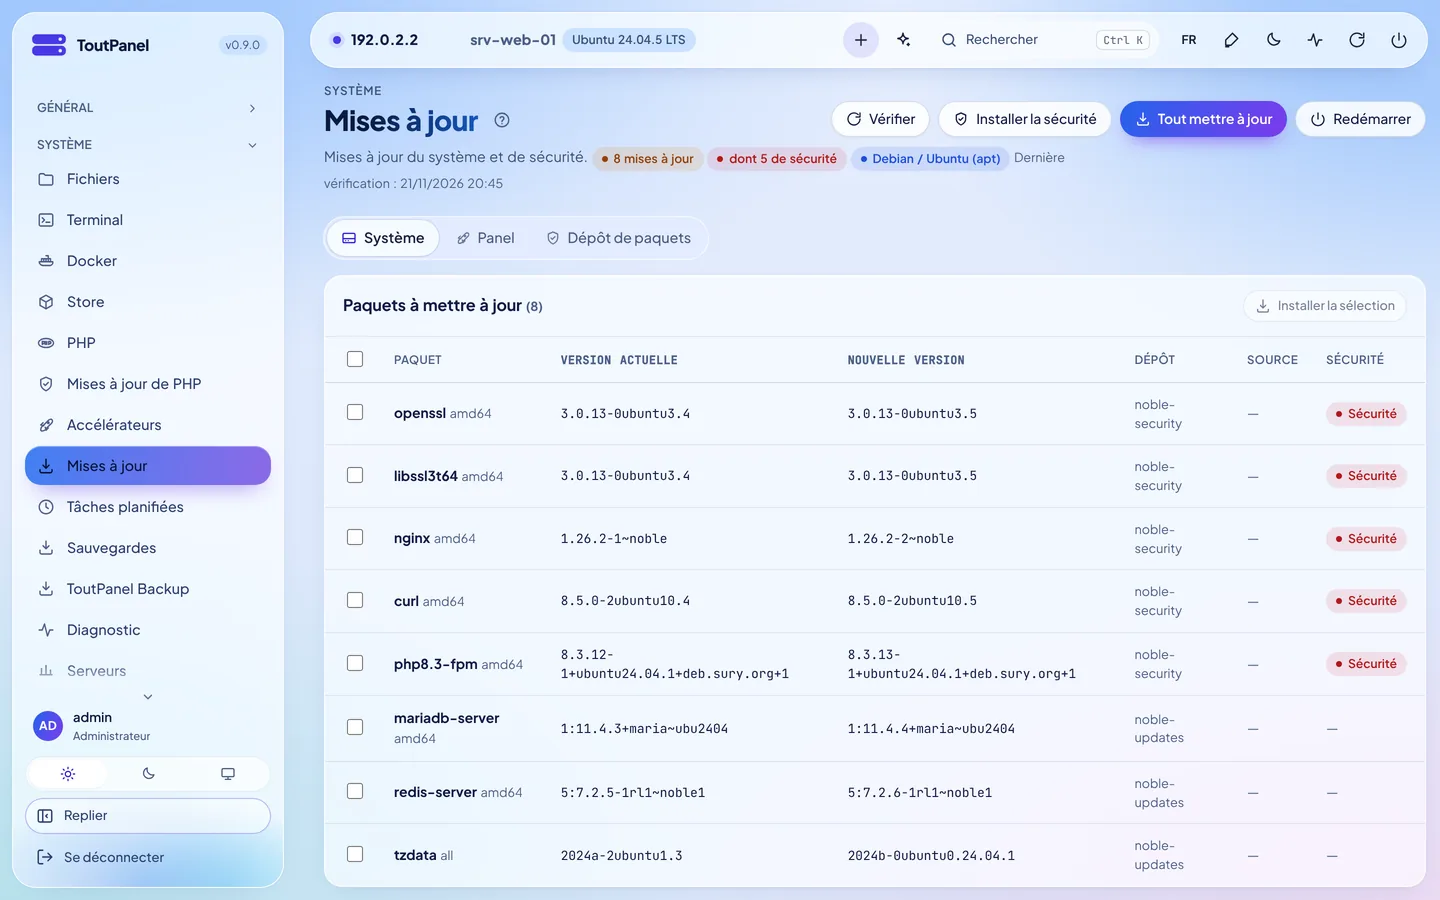 ToutPanel
v0.9.0
GÉNÉRAL
SYSTÈME
Fichiers
Terminal
Docker
Store
PHP
Mises à jour de PHP
Accélérateurs
Mises à jour
Tâches planifiées
Sauvegardes
ToutPanel Backup
Diagnostic
Serveurs
AD
admin
Administrateur
Replier
Se déconnecter
192.0.2.2
srv-web-01
Ubuntu 24.04.5 LTS
Rechercher
Ctrl K
FR
SYSTÈME
Mises à jour
Vérifier
Installer la sécurité
Tout mettre à jour
Redémarrer
Mises à jour du système et de sécurité. 8 mises à jour dont 5 de sécurité Debian / Ubuntu (apt) Dernière
vérification : 21/11/2026 20:45
Système
Panel
Dépôt de paquets
Paquets à mettre à jour (8)
Installer la sélection
PAQUET VERSION ACTUELLE NOUVELLE VERSION DÉPÔT SOURCE SÉCURITÉ
openssl amd64 3.0.13-0ubuntu3.4 3.0.13-0ubuntu3.5 noble-
security — Sécurité
libssl3t64 amd64 3.0.13-0ubuntu3.4 3.0.13-0ubuntu3.5 noble-
security — Sécurité
nginx amd64 1.26.2-1~noble 1.26.2-2~noble noble-
security — Sécurité
curl amd64 8.5.0-2ubuntu10.4 8.5.0-2ubuntu10.5 noble-
security — Sécurité
php8.3-fpm amd64 8.3.12- 8.3.13- noble-
1+ubuntu24.04.1+deb.sury.org+1 1+ubuntu24.04.1+deb.sury.org+1 security — Sécurité
mariadb-server 1:11.4.3+maria~ubu2404 1:11.4.4+maria~ubu2404 noble-
amd64 updates — —
redis-server amd64 5:7.2.5-1rl1~noble1 5:7.2.6-1rl1~noble1 noble-
updates — —
tzdata all 2024a-2ubuntu1.3 2024b-0ubuntu0.24.04.1 noble-
updates — —